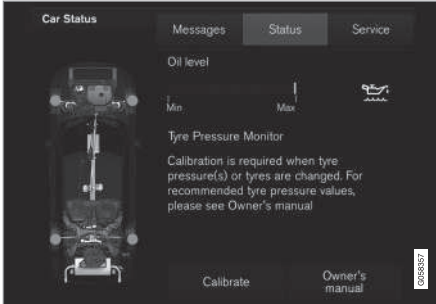 Car Status
Messages
Status
Service
Oil level
Min
Max
Tyre Pressure Monitor
Calibration is required when tyre
pressure(s) or tyres are changed. For
recommended tyre pressure values,
please see Owner's manual
Calibrate
Owner's
manual
G058357